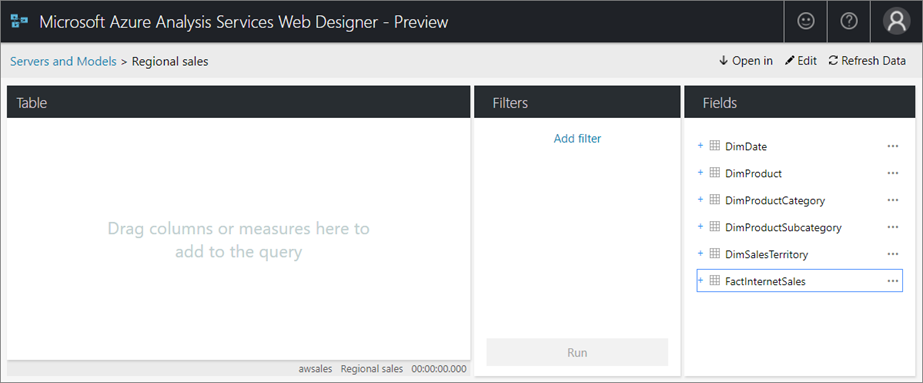 Microsoft Azure Analysis Services Web Designer - Preview
Servers and Models > Regional sales
Open in Edit Refresh Data
Table
Drag columns or measures here to
add to the query
awsales Regional sales 00:00:00.000
Filters
Add filter
Run
Fields
DimDate
DimProduct
DimProductCategory
DimProductSubcategory
DimSalesTerritory
FactInternetSales